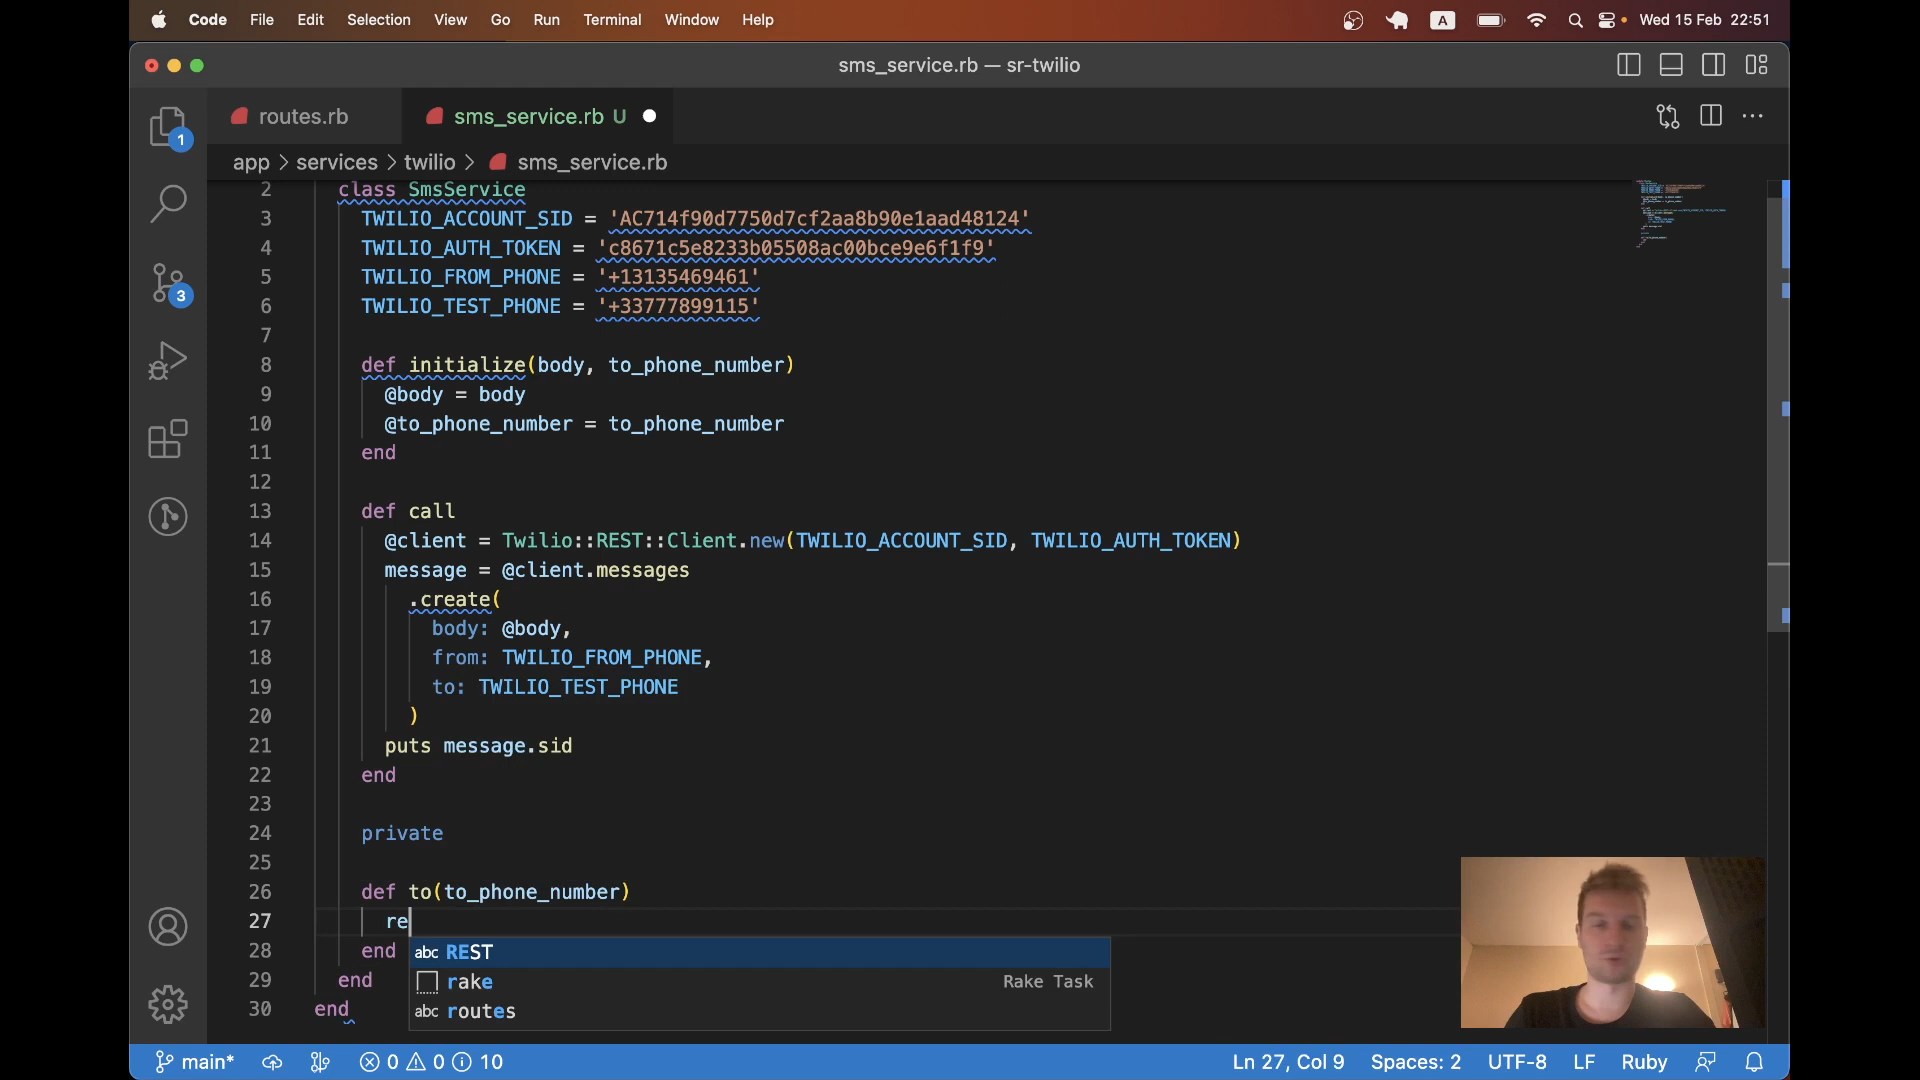 Code File Edit Selection View Go Run Terminal Window Help A Wed 15 Feb 22:51
sms_service.rb — sr-twilio
routes.rb sms_service.rb U
app > services > twilio > sms_service.rb
1
3
2 class SmsService
3 TWILIO_ACCOUNT_SID = 'AC714f90d7750d7cf2aa8b90e1aad48124'
4 TWILIO_AUTH_TOKEN = 'c8671c5e8233b05508ac00bce9e6f1f9'
5 TWILIO_FROM_PHONE = '+13135469461'
6 TWILIO_TEST_PHONE = '+33777899115'
7
8 def initialize(body, to_phone_number)
9 @body = body
10 @to_phone_number = to_phone_number
11 end
12
13 def call
14 @client = Twilio::REST::Client.new(TWILIO_ACCOUNT_SID, TWILIO_AUTH_TOKEN)
15 message = @client.messages
16 .create(
17 body: @body,
18 from: TWILIO_FROM_PHONE,
19 to: TWILIO_TEST_PHONE
20 )
21 puts message.sid
22 end
23
24 private
25
26 def to(to_phone_number)
27 re
28 end
abc REST
29 end
rake Rake Task
30 end
abc routes
main* 0 0 10 Ln 27, Col 9 Spaces: 2 UTF-8 LF Ruby